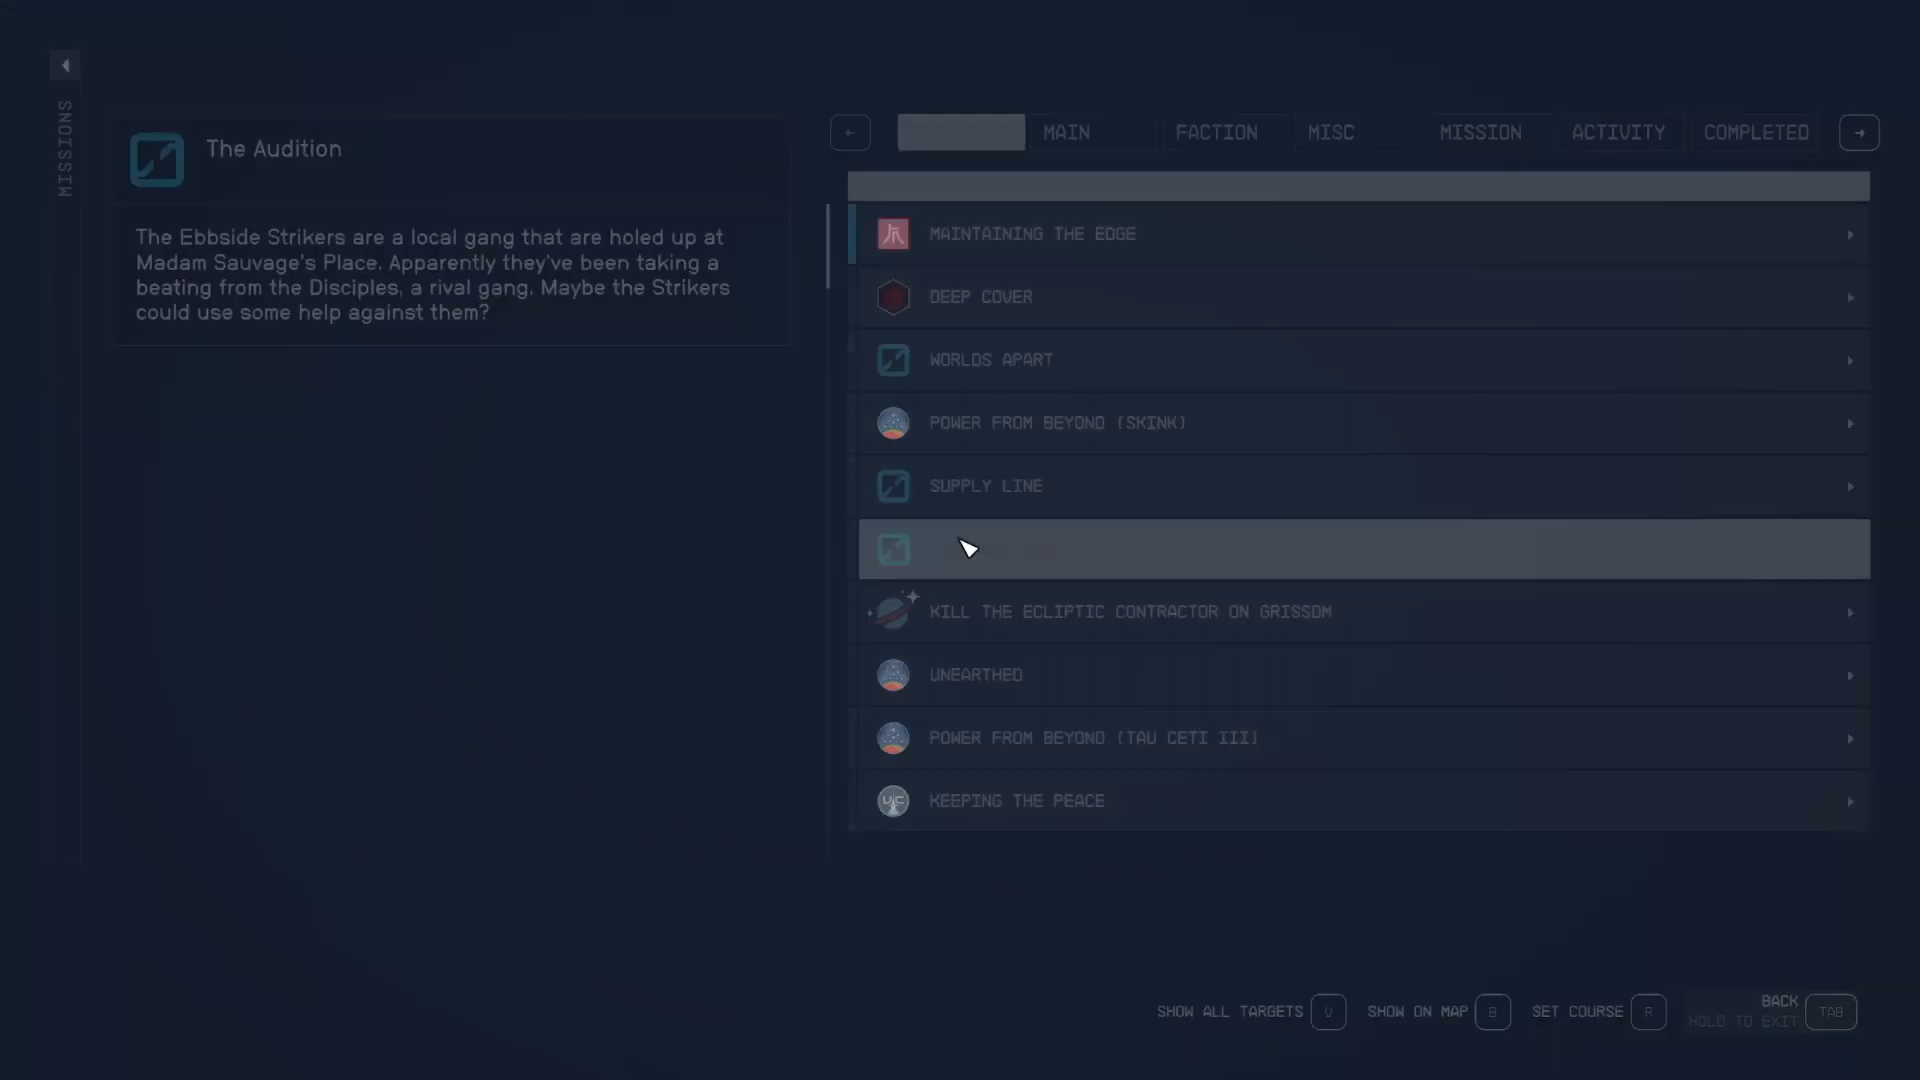 MISSIONS
The Audition
The Ebbside Strikers are a local gang that are holed up at
Madam Sauvage's Place. Apparently they've been taking a
beating from the Disciples, a rival gang. Maybe the Strikers
could use some help against them?
MAIN
FACTION
MISC
MISSION
ACTIVITY
COMPLETED
MAINTAINING THE EDGE
DEEP COVER
WORLDS APART
POWER FROM BEYOND (SKINK)
SUPPLY LINE
KILL THE ECLIPTIC CONTRACTOR ON GRISSOM
UNEARTHED
POWER FROM BEYOND (TAU CETI III)
UC
KEEPING THE PEACE
SHOW ALL TARGETS
SHOW ON MAP B
SET COURSE R
BACK
HOLD TO EXIT
TAB